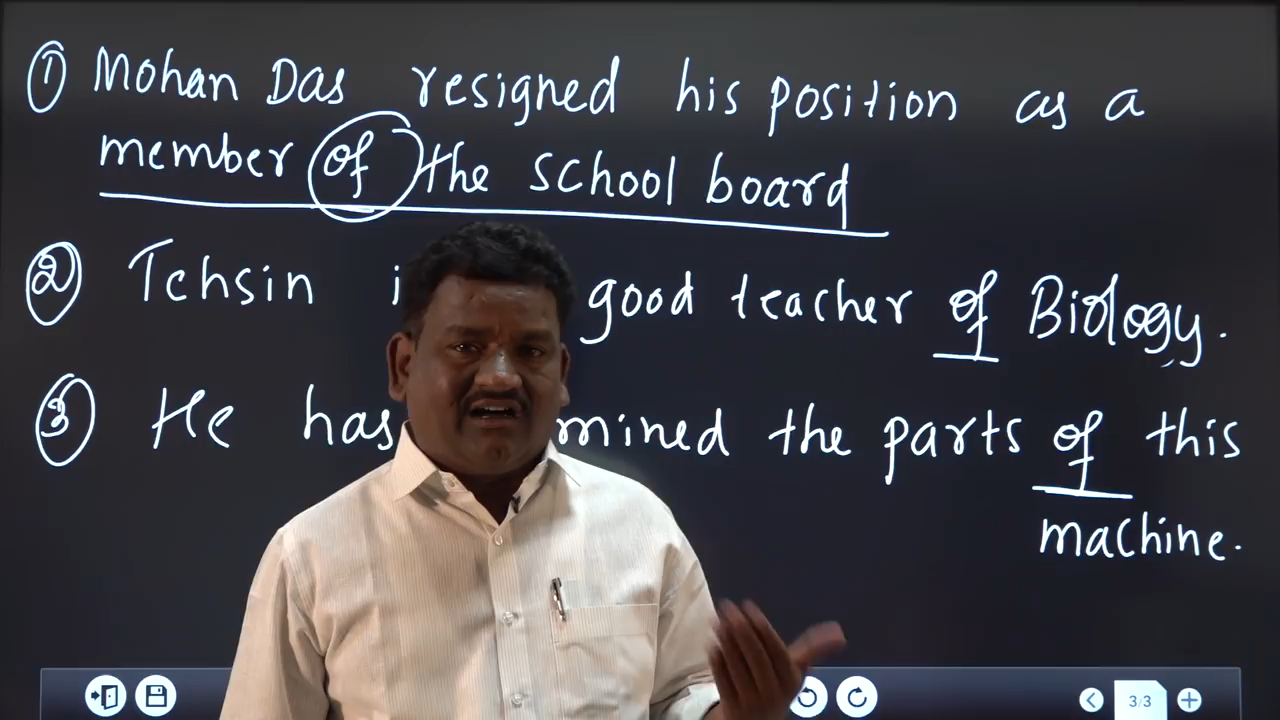 ① Mohan Das resigned his position as a
member of the school board
② Tehsin i good teacher of Biology.
③ He has mined the parts of this
machine.
3/3